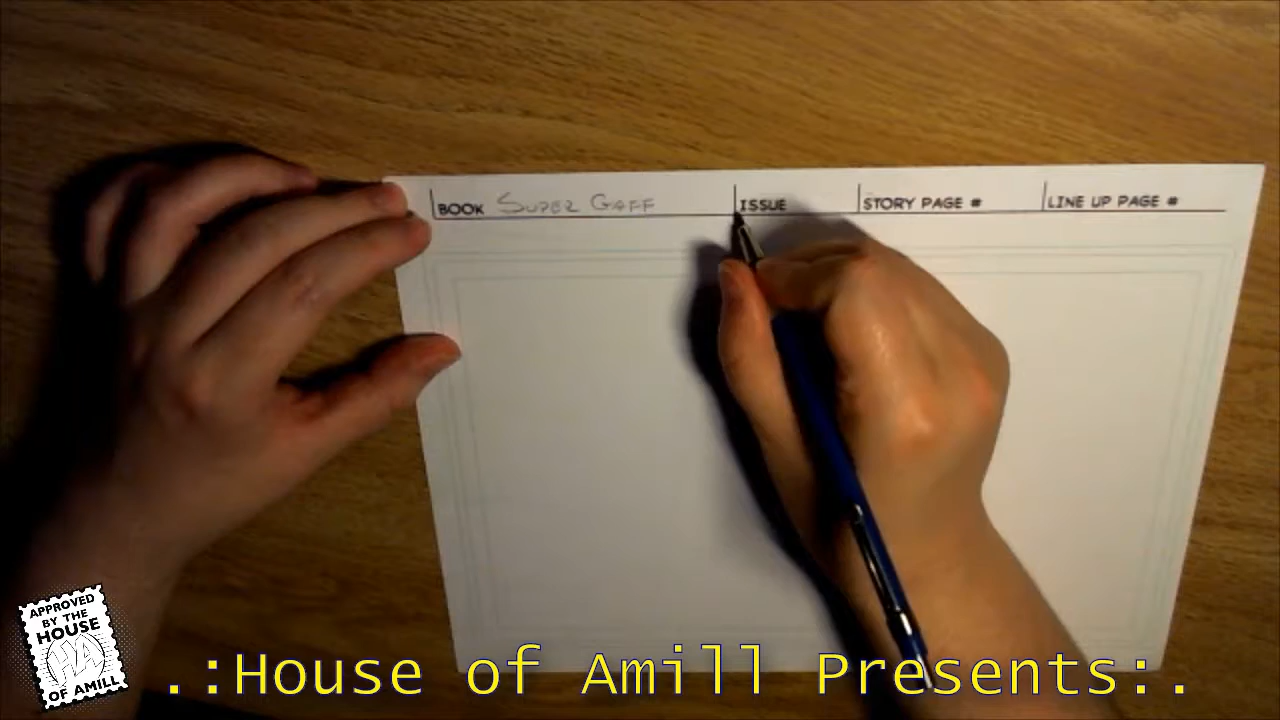 BOOK SUPER GAFF ISSUE STORY PAGE # LINE UP PAGE #
APPROVED
BY THE
HOUSE
HA
OF AMILL
.:House of Amill Presents:.